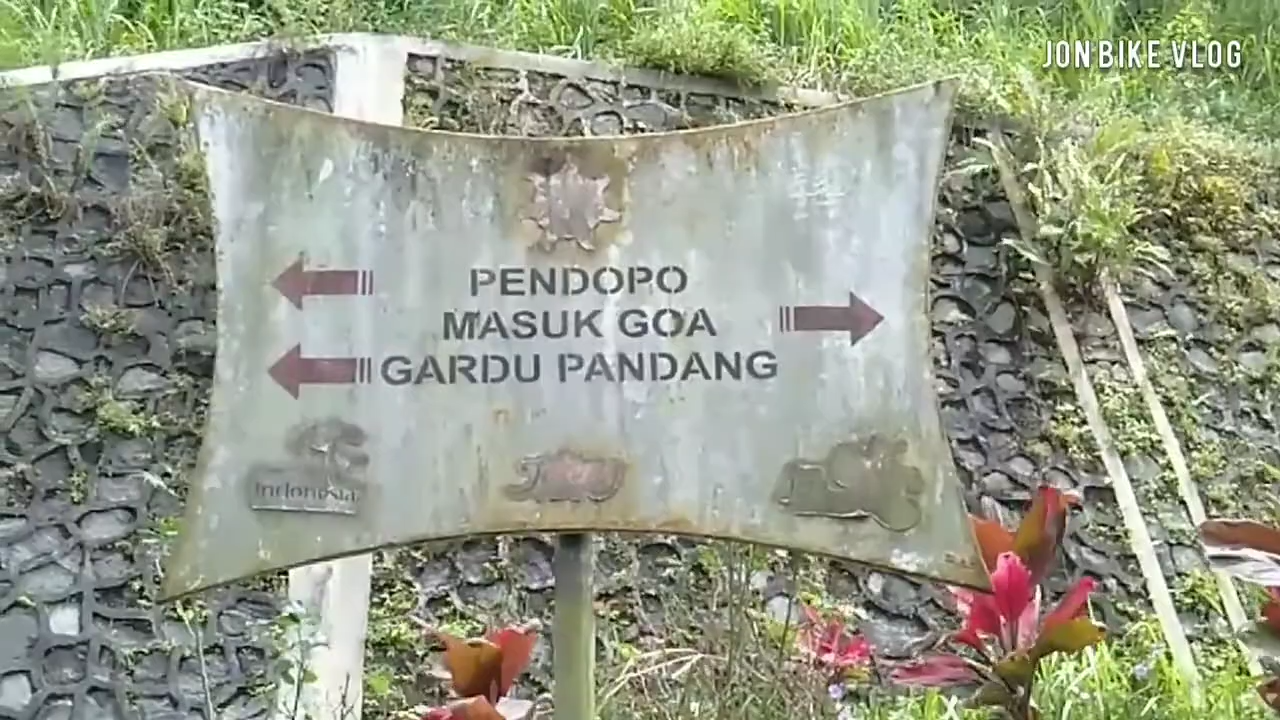 JON BIKE VLOG
PENDOPO
MASUK GOA
GARDU PANDANG
indonesia